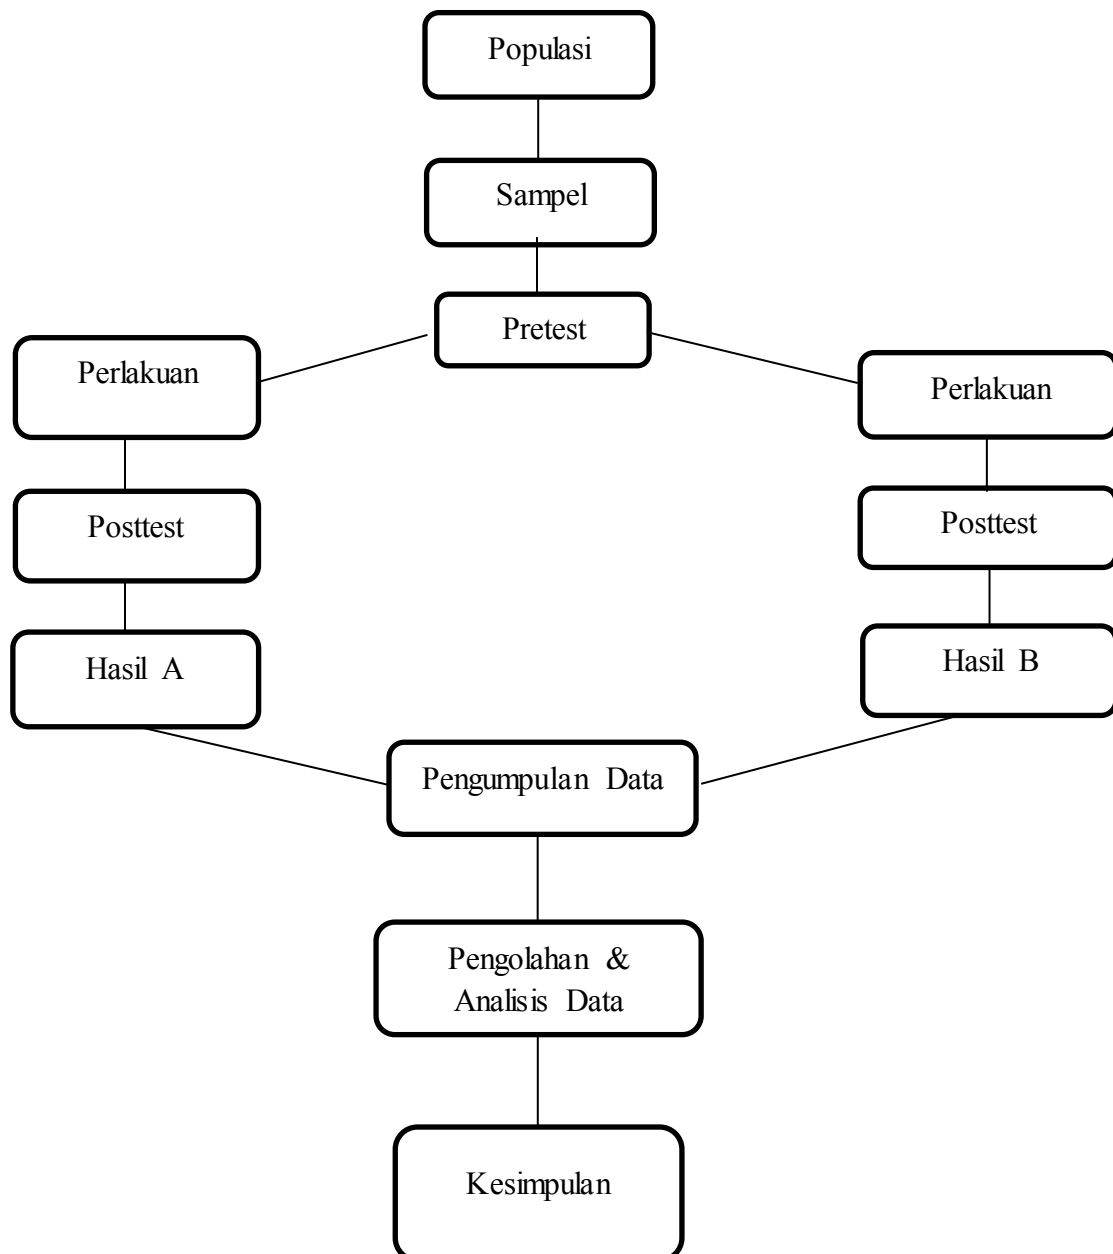 Populasi
Sampel
Pretest
Perlakuan
Perlakuan
Posttest
Posttest
Hasil A
Hasil B
Pengumpulan Data
Pengolahan &
Analisis Data
Kesimpulan